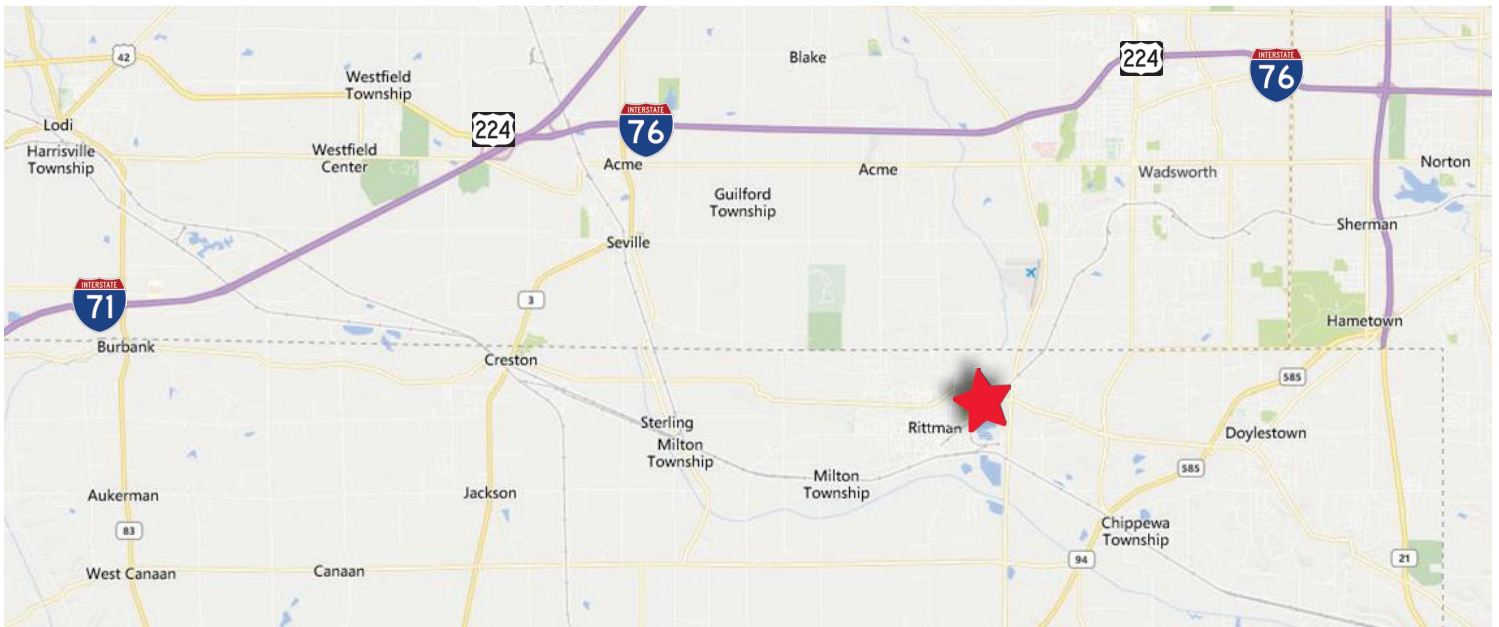 42
Blake
224
INTERSTATE
76
Westfield
Township
INTERSTATE
76
224
Lodi
Harrisville
Township
Westfield
Center
Acme
Acme
Wadsworth
Norton
Guilford
Township
Seville
Sherman
INTERSTATE
71
3
Hametown
Burbank
Creston
585
Sterling
Milton
Township
Rittman
Doylestown
585
Milton
Township
Aukerman
Jackson
83
Chippewa
Township
West Canaan
Canaan
94
21